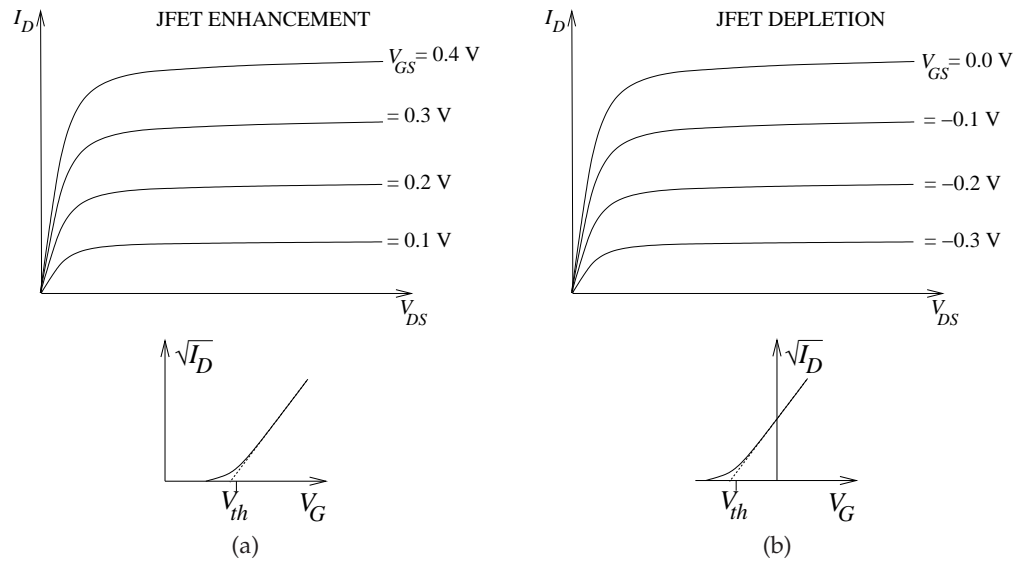 JFET ENHANCEMENT
I_D
V_GS = 0.4 V
= 0.3 V
= 0.2 V
= 0.1 V
V_DS
√I_D
V_th
V_G
(a)
JFET DEPLETION
I_D
V_GS = 0.0 V
= −0.1 V
= −0.2 V
= −0.3 V
V_DS
√I_D
V_th
V_G
(b)